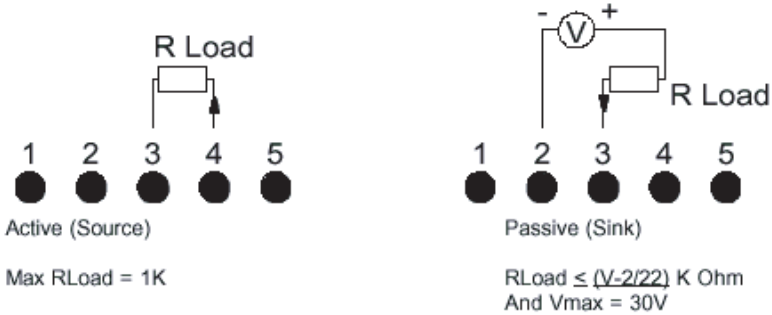 R Load
1 2 3 4 5
Active (Source)
Max RLoad = 1K
- V +
R Load
1 2 3 4 5
Passive (Sink)
RLoad ≤ (V-2/22) K Ohm
And Vmax = 30V